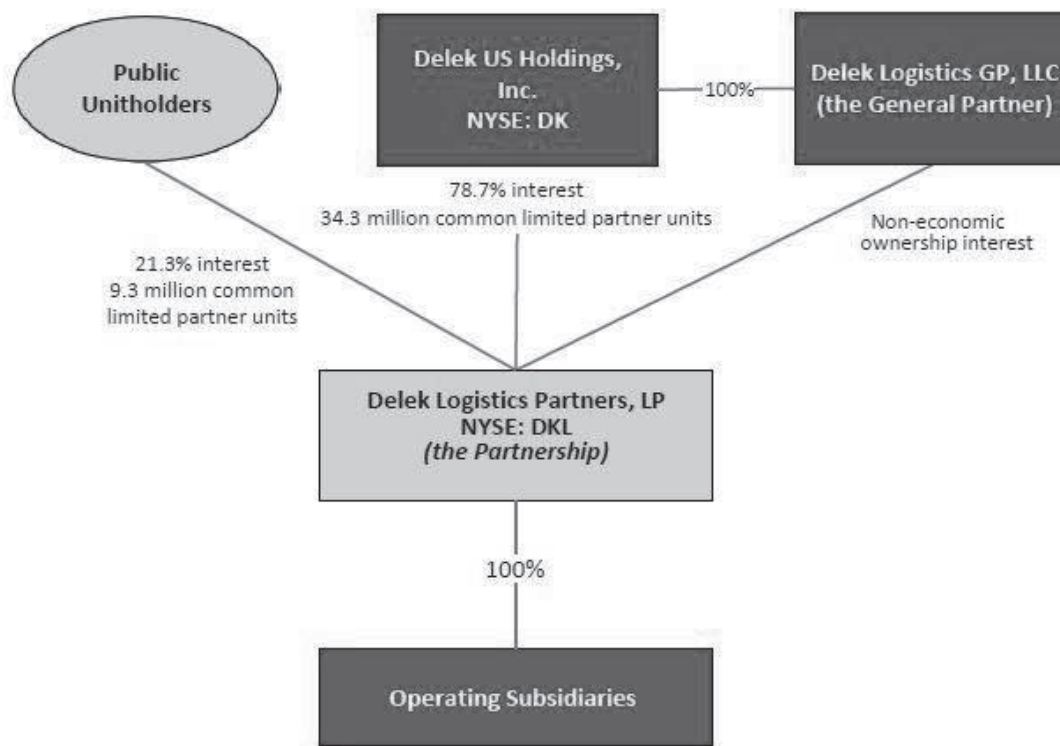 Public
Unitholders
Delek US Holdings,
Inc.
NYSE: DK
100%
Delek Logistics GP, LLC
(the General Partner)
78.7% interest
34.3 million common limited partner units
Non-economic
ownership interest
21.3% interest
9.3 million common
limited partner units
Delek Logistics Partners, LP
NYSE: DKL
(the Partnership)
100%
Operating Subsidiaries